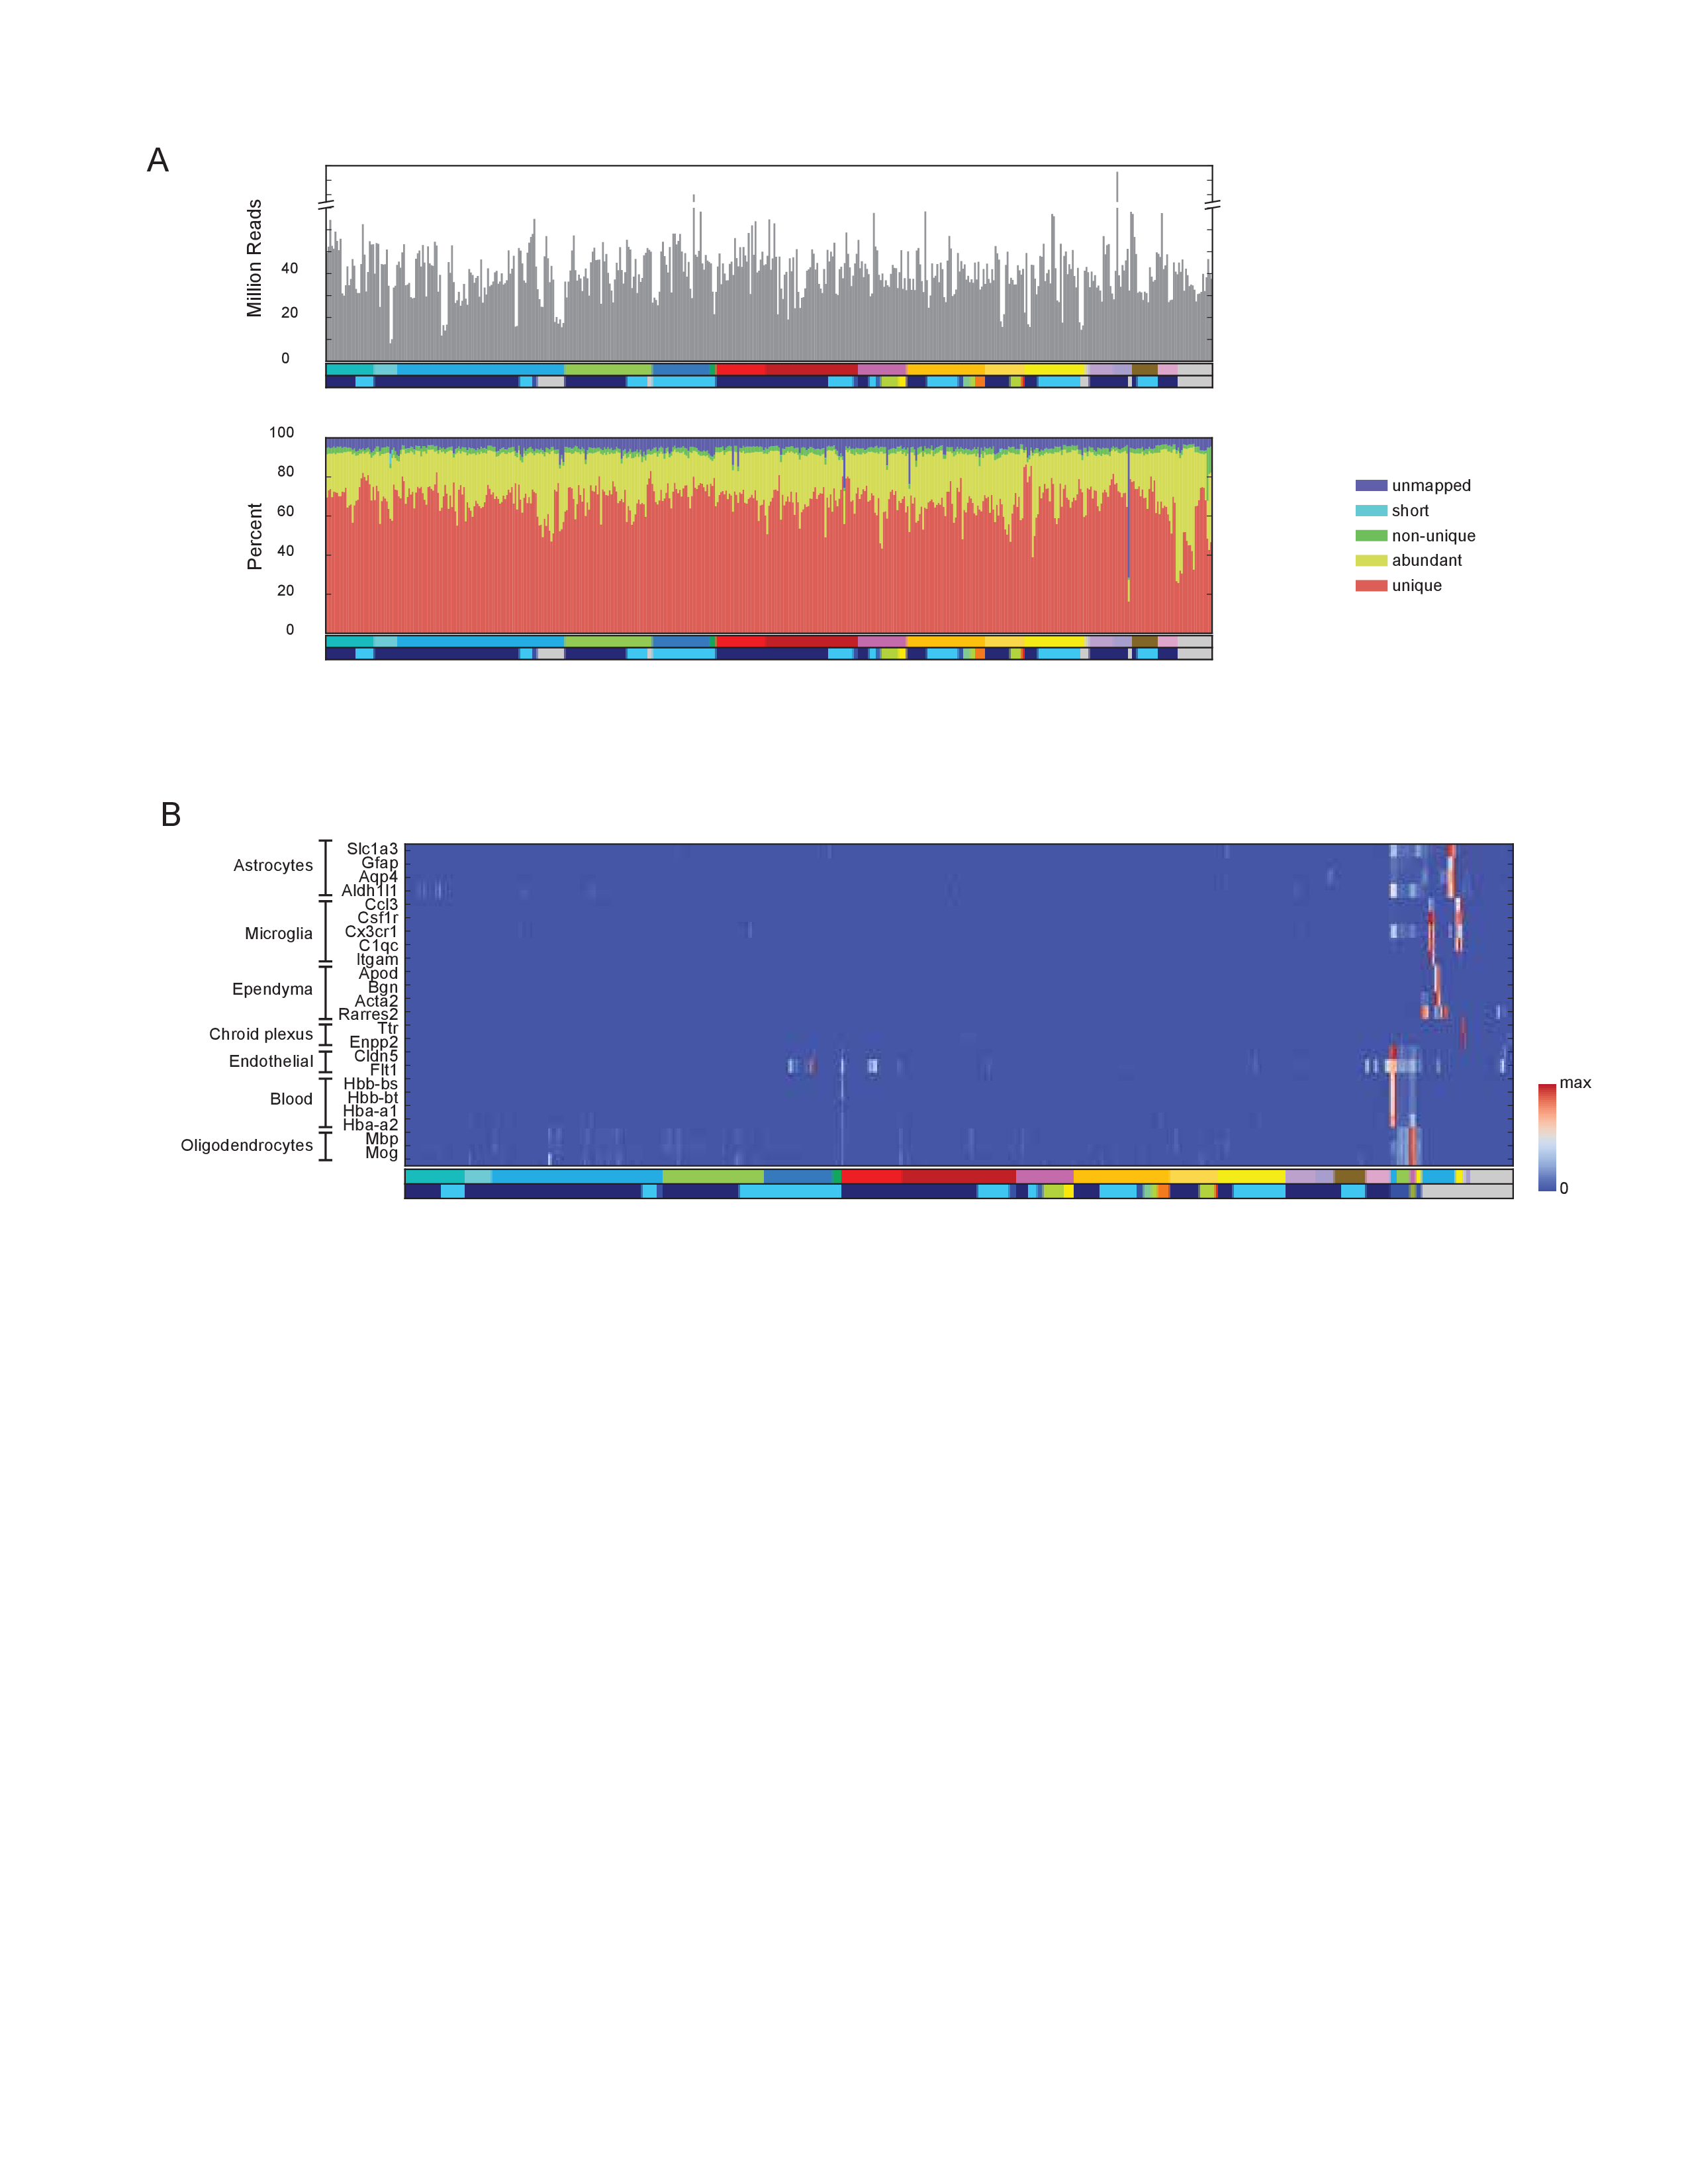 A
Million Reads
40
20
0
Percent
100
80
60
40
20
0
unmapped
short
non-unique
abundant
unique
B
Astrocytes
Slc1a3
Gfap
Aqp4
Aldh1l1
Microglia
Ccl3
Csf1r
Cx3cr1
C1qc
Itgam
Ependyma
Apod
Bgn
Acta2
Rarres2
Chroid plexus
Ttr
Enpp2
Endothelial
Cldn5
Flt1
Blood
Hbb-bs
Hbb-bt
Hba-a1
Hba-a2
Oligodendrocytes
Mbp
Mog
max
0